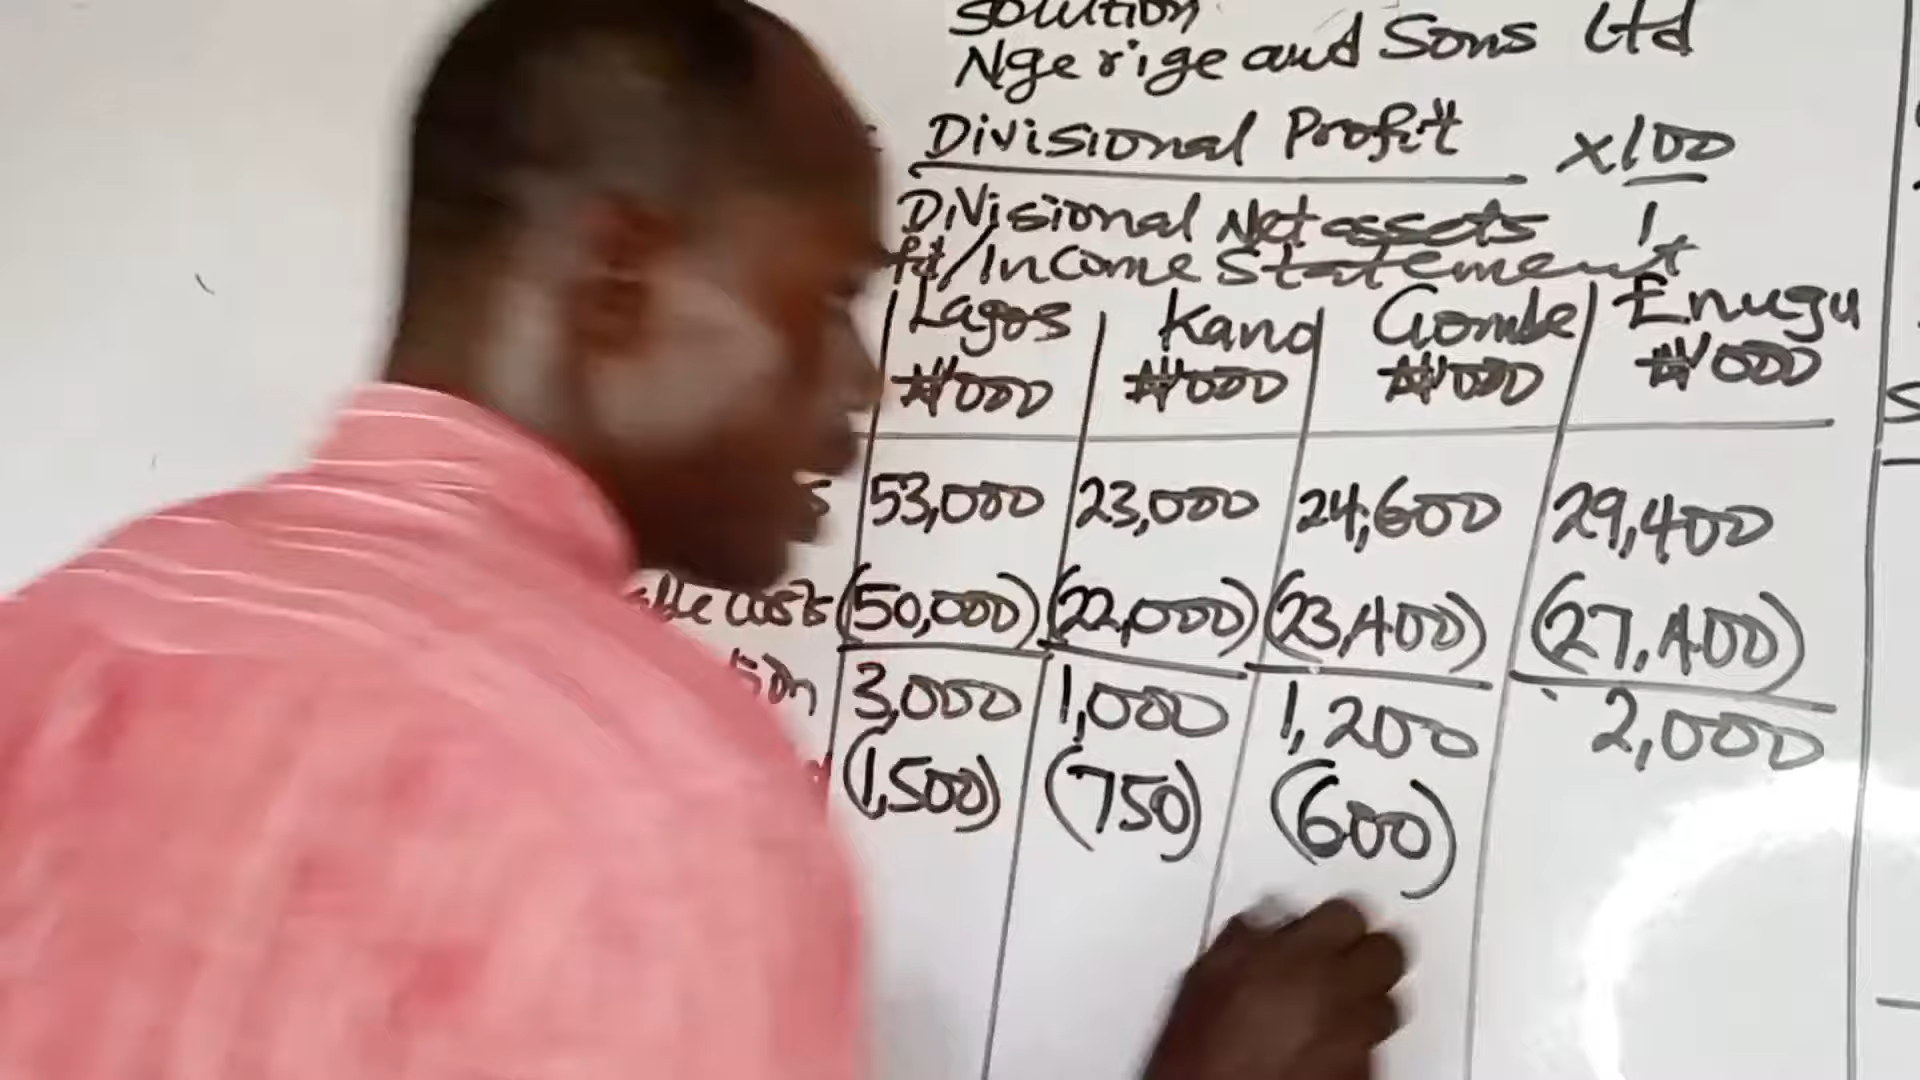 Solution
Ngerige and Sons Ltd
Divisional Profit x100
Divisional Net assets 1
/Income Statement
Lagos Kano Gombe Enugu
₦'000 ₦'000 ₦'000 ₦'000
53,000 23,000 24,600 29,400
cost (50,000) (22,000) (23,400) (27,400)
3,000 1,000 1,200 2,000
(1,500) (750) (600)